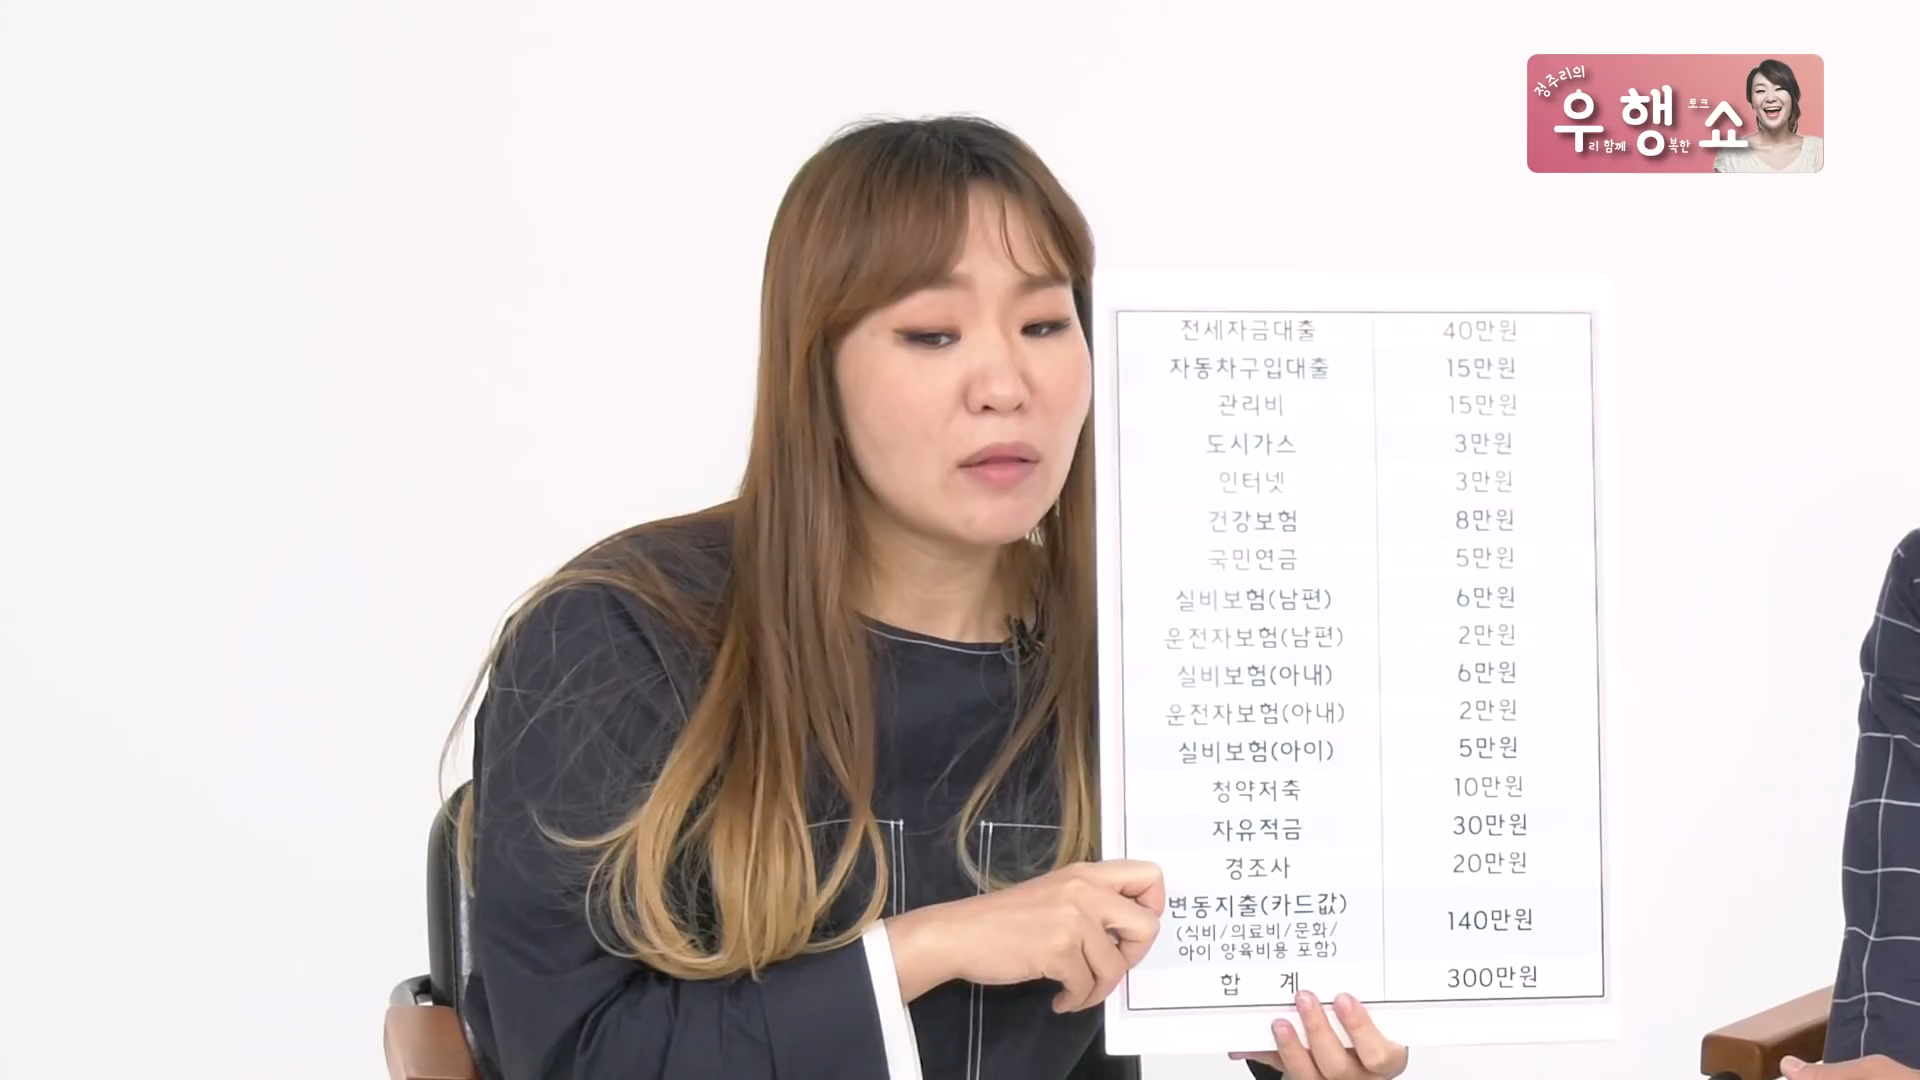 정주리의
우리 함께 행복한 토크 쇼
전세자금대출 40만원
자동차구입대출 15만원
관리비 15만원
도시가스 3만원
인터넷 3만원
건강보험 8만원
국민연금 5만원
실비보험(남편) 6만원
운전자보험(남편) 2만원
실비보험(아내) 6만원
운전자보험(아내) 2만원
실비보험(아이) 5만원
청약저축 10만원
자유적금 30만원
경조사 20만원
변동지출(카드값) 140만원
(식비/의료비/문화/
아이 양육비용 포함)
합 계 300만원